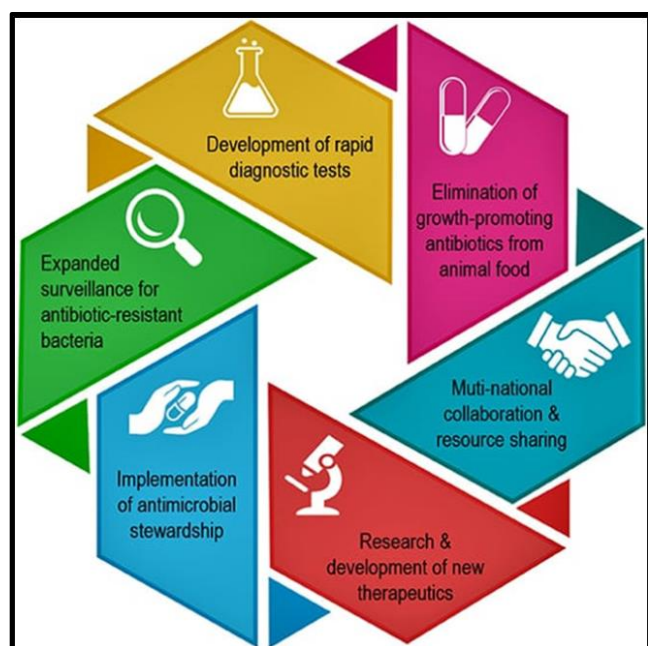 Development of rapid
diagnostic tests
Elimination of
growth-promoting
antibiotics from
animal food
Muti-national
collaboration &
resource sharing
Research &
development of new
therapeutics
Implementation
of antimicrobial
stewardship
Expanded
surveillance for
antibiotic-resistant
bacteria